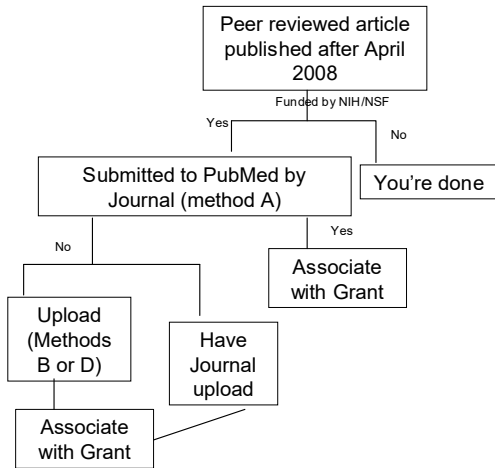 Peer reviewed article
published after April
2008
Funded by NIH/NSF
Yes
No
Submitted to PubMed by
Journal (method A)
You're done
No
Yes
Associate
with Grant
Upload
(Methods
B or D)
Have
Journal
upload
Associate
with Grant